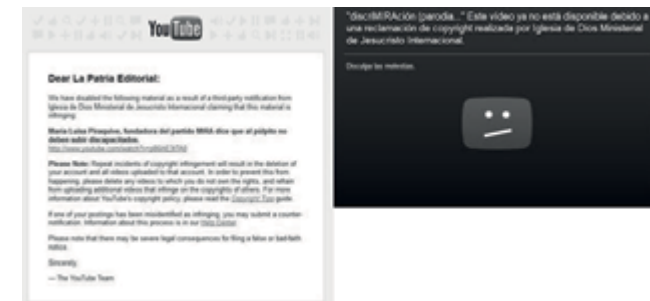 YouTube
Dear La Patria Editorial:
We have disabled the following material as a result of a third-party notification from
Iglesia de Dios Ministerial de Jesucristo Internacional claiming that this material is
infringing:
Maria Luisa Piraquive, fundadora del partido MIRA dice que al púlpito no
deben subir discapacitados.
Please Note: Repeat incidents of copyright infringement will result in the deletion of
your account and all videos uploaded to that account. In order to prevent this from
happening, please delete any videos to which you do not own the rights, and refrain
from uploading additional videos that infringe on the copyrights of others. For more
information about YouTube's copyright policy, please read the Copyright Tips guide.
If one of your postings has been misidentified as infringing, you may submit a counter-
notification. Information about this process is in our Help Center.
Please note that there may be severe legal consequences for filing a false or bad-faith
notice.
Sincerely,
— The YouTube Team
"discriMIRAción (parodia..." Este vídeo ya no está disponible debido a
una reclamación de copyright realizada por Iglesia de Dios Ministerial
de Jesucristo Internacional.
Disculpa las molestias.